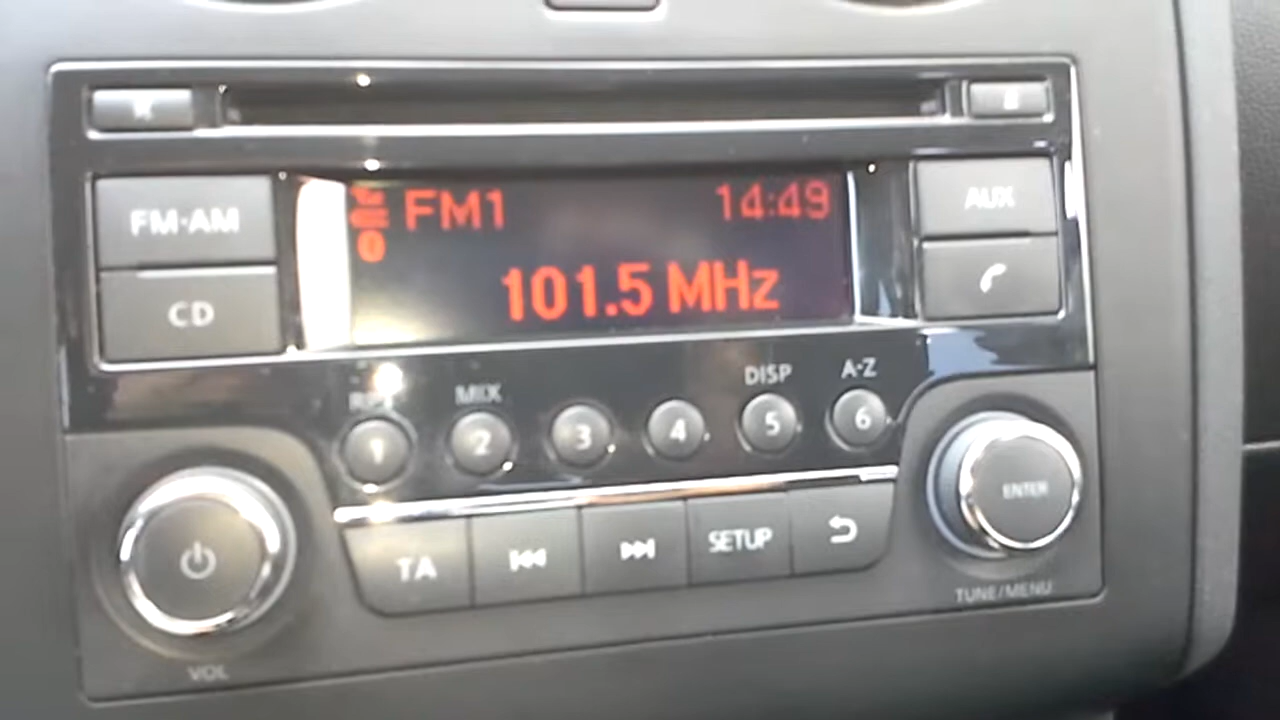 FM1 14:49
101.5 MHz
FM·AM
CD
AUX
RPT
MIX
DISP
A-Z
1 2 3 4 5 6
TA
SETUP
ENTER
TUNE/MENU
VOL